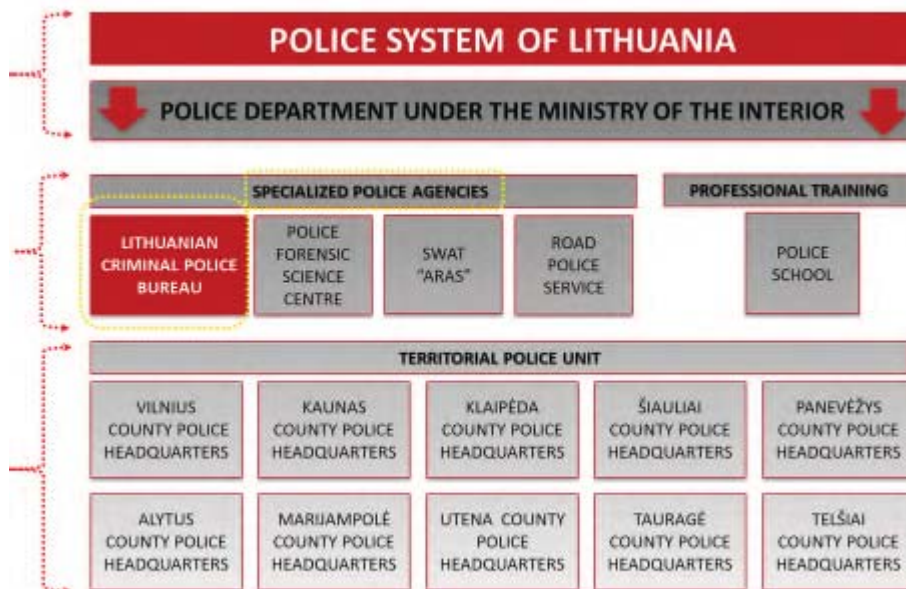 POLICE SYSTEM OF LITHUANIA
POLICE DEPARTMENT UNDER THE MINISTRY OF THE INTERIOR
SPECIALIZED POLICE AGENCIES
PROFESSIONAL TRAINING
LITHUANIAN
CRIMINAL POLICE
BUREAU
POLICE
FORENSIC
SCIENCE
CENTRE
SWAT
"ARAS"
ROAD
POLICE
SERVICE
POLICE
SCHOOL
TERRITORIAL POLICE UNIT
VILNIUS
COUNTY POLICE
HEADQUARTERS
KAUNAS
COUNTY POLICE
HEADQUARTERS
KLAIPĖDA
COUNTY POLICE
HEADQUARTERS
ŠIAULIAI
COUNTY POLICE
HEADQUARTERS
PANEVĖŽYS
COUNTY POLICE
HEADQUARTERS
ALYTUS
COUNTY POLICE
HEADQUARTERS
MARIJAMPOLĖ
COUNTY POLICE
HEADQUARTERS
UTENA COUNTY
POLICE
HEADQUARTERS
TAURAGĖ
COUNTY POLICE
HEADQUARTERS
TELŠIAI
COUNTY POLICE
HEADQUARTERS